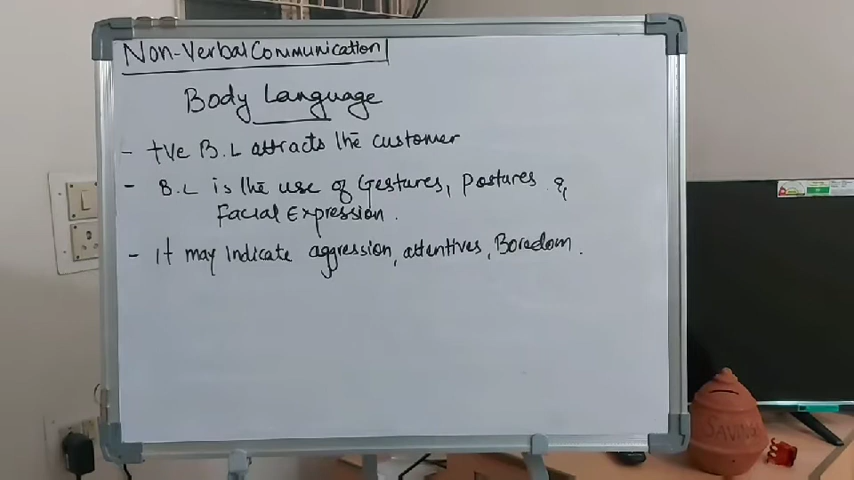 Non-Verbal Communication
Body Language
- +ve B.L attracts the customer
- B.L is the use of Gestures, Postures &
Facial Expression.
- It may indicate aggression, attentives, Boredom.
SAVING